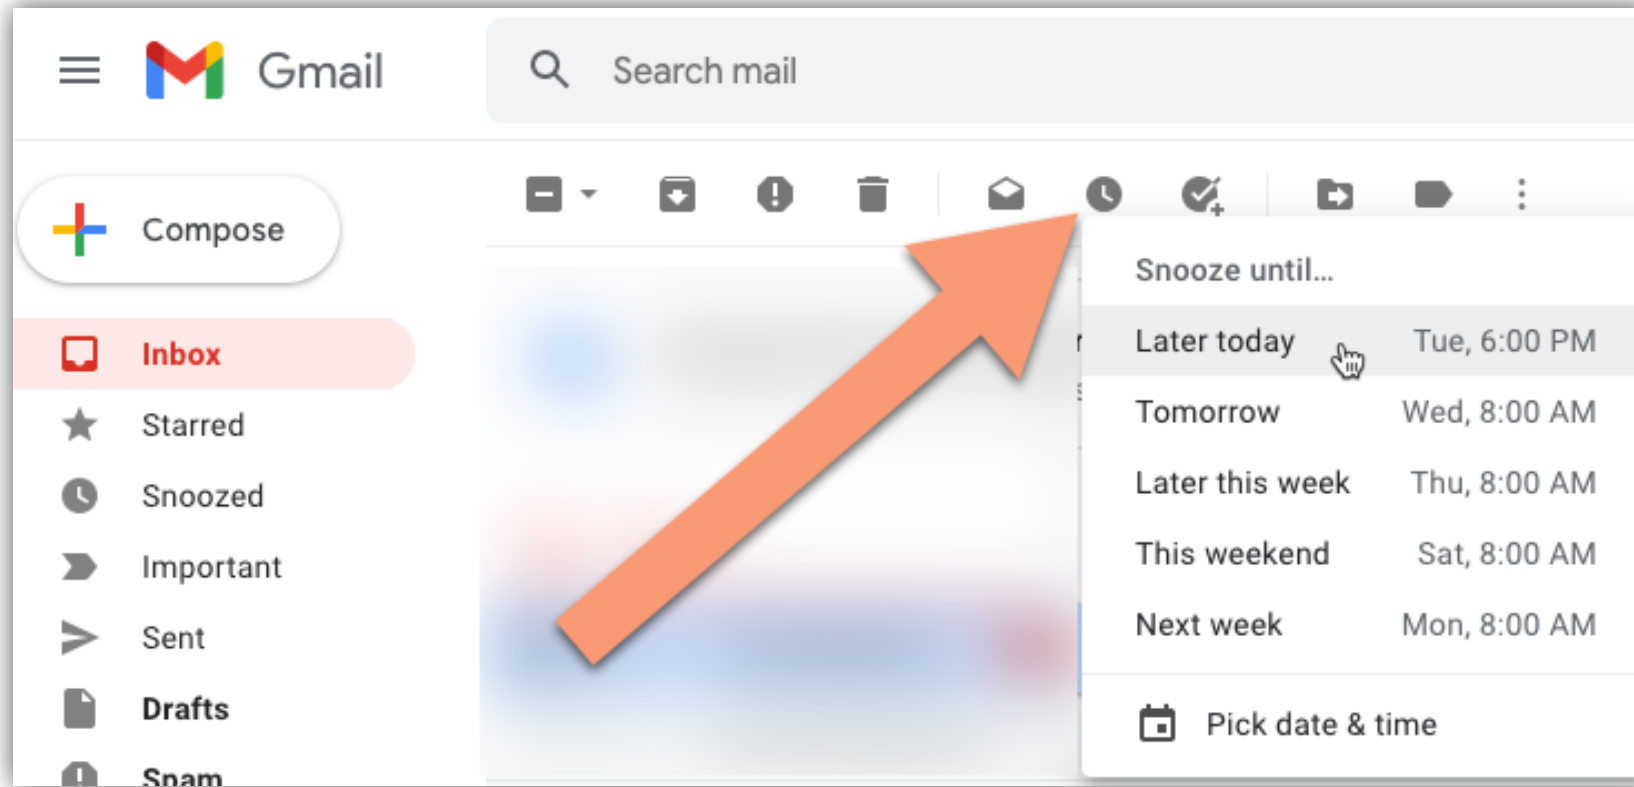 Gmail
Search mail
Compose
Inbox
Starred
Snoozed
Important
Sent
Drafts
Spam
Snooze until…
Later today Tue, 6:00 PM
Tomorrow Wed, 8:00 AM
Later this week Thu, 8:00 AM
This weekend Sat, 8:00 AM
Next week Mon, 8:00 AM
Pick date & time